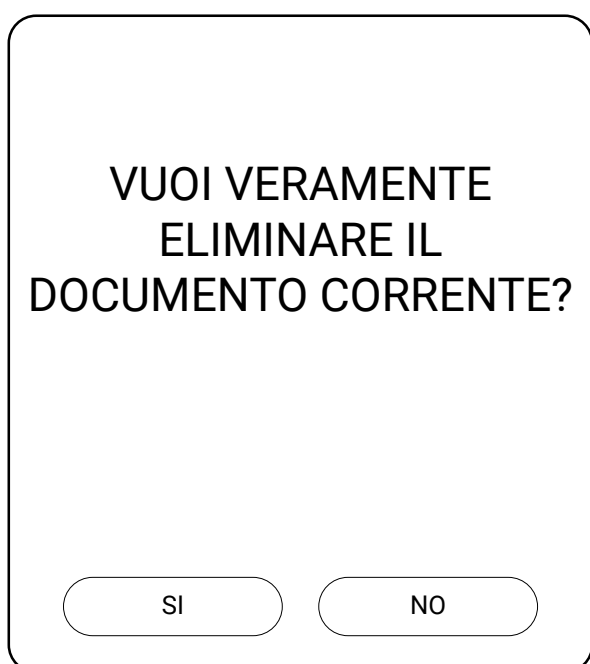 VUOI VERAMENTE
ELIMINARE IL
DOCUMENTO CORRENTE?
SI NO